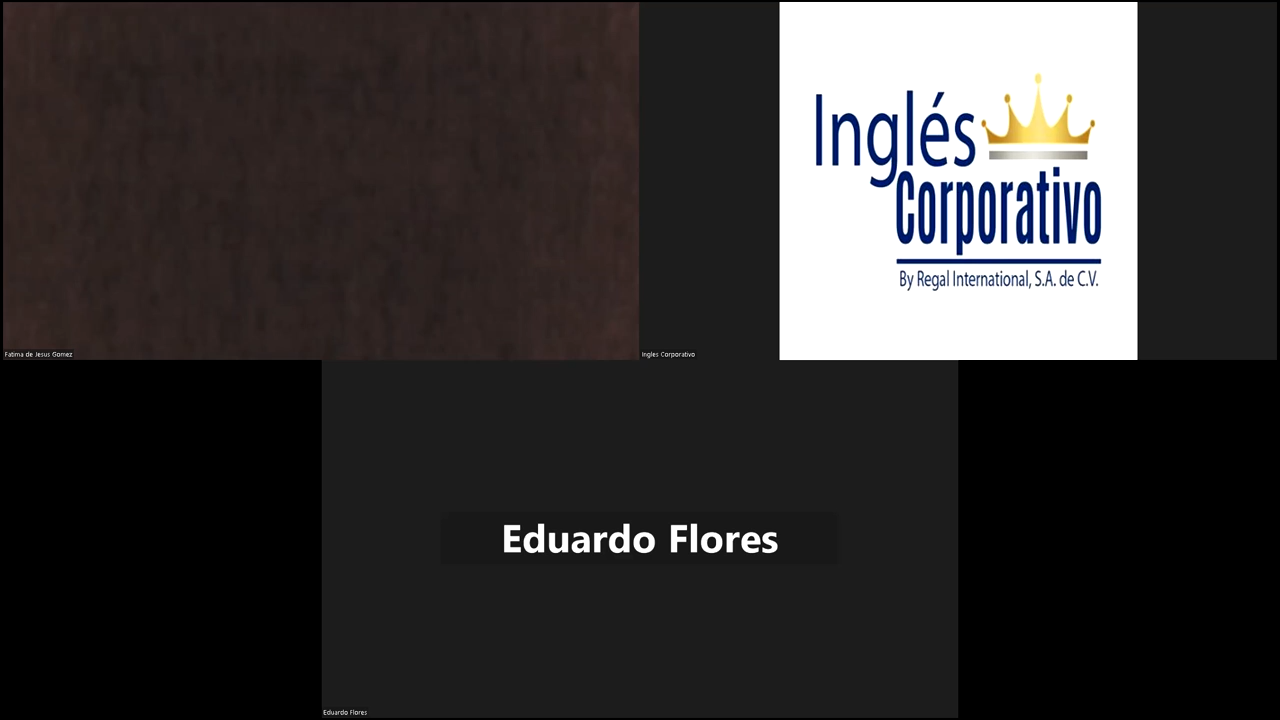 Inglés
Corporativo
By Regal International, S.A. de C.V.
Fatima de Jesus Gomez
Ingles Corporativo
Eduardo Flores
Eduardo Flores